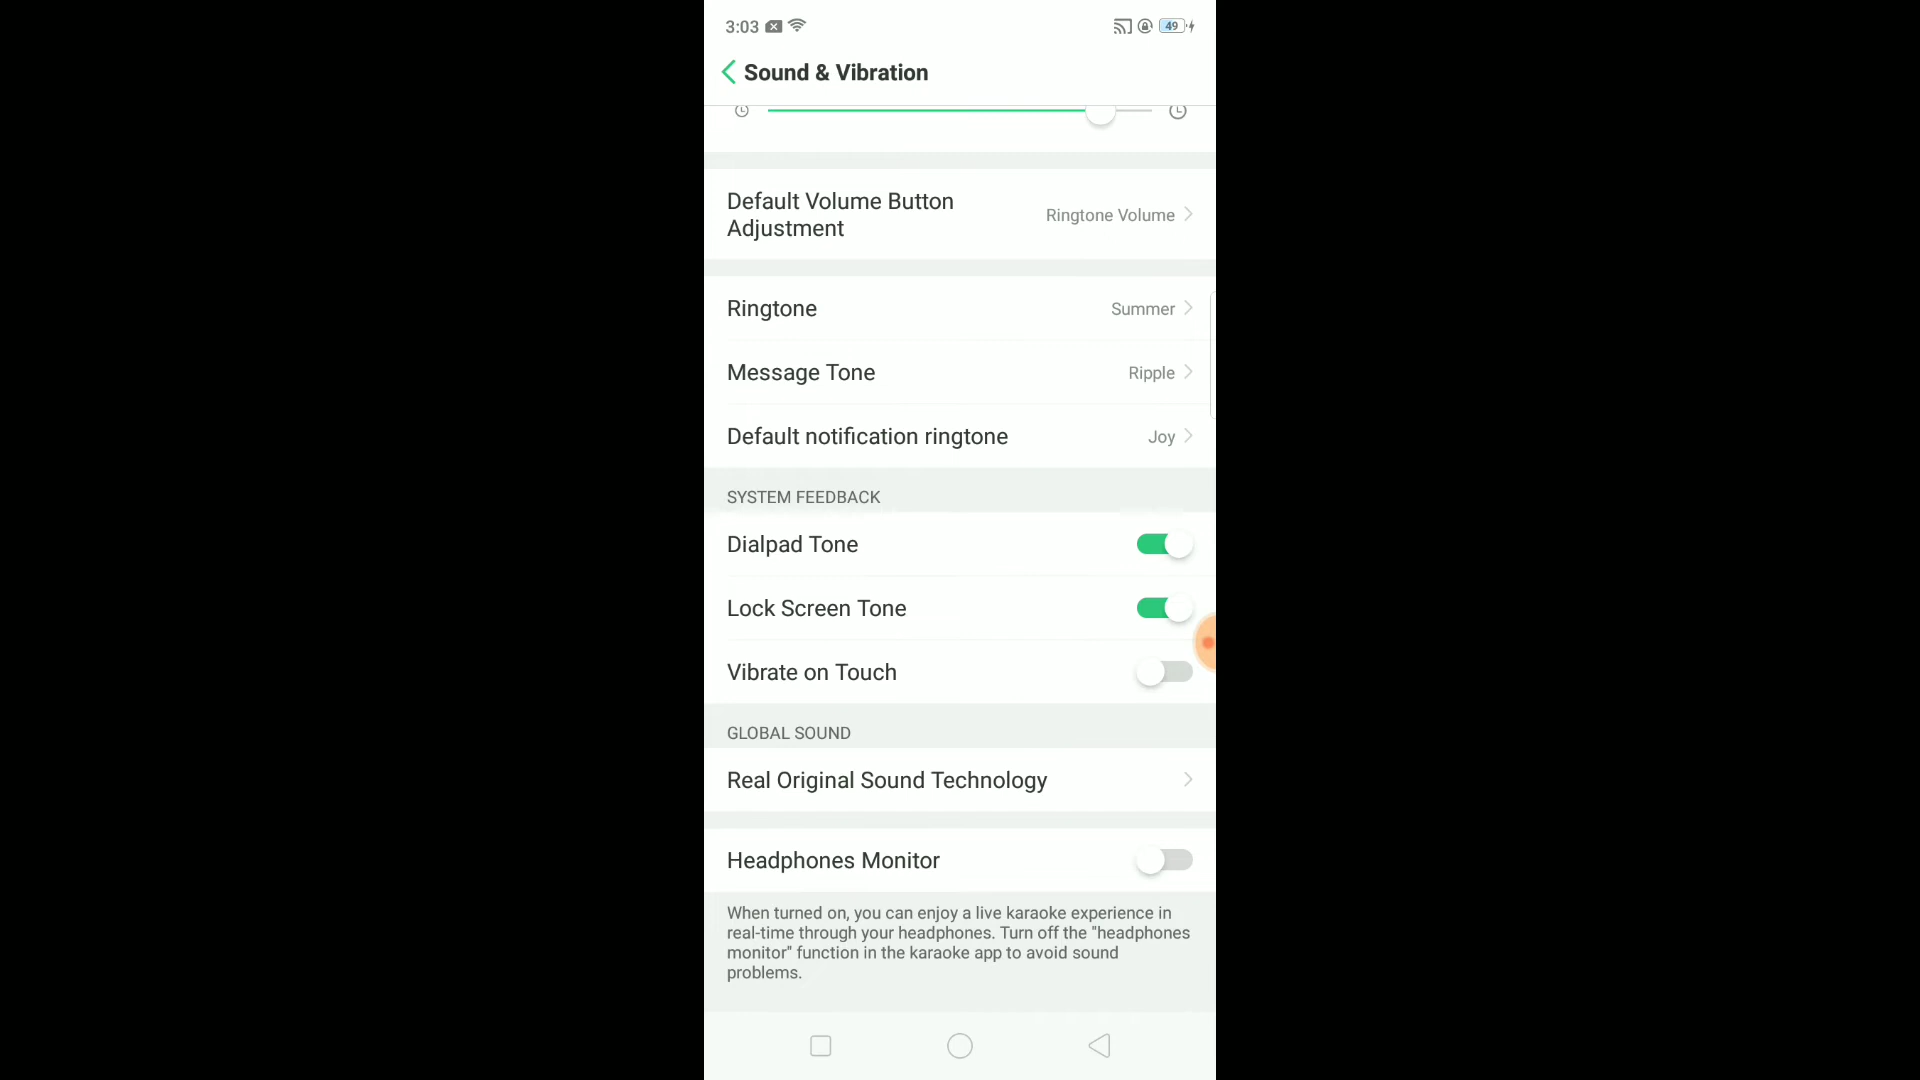 3:03
49
Sound & Vibration
Default Volume Button
Adjustment
Ringtone Volume
Ringtone
Summer
Message Tone
Ripple
Default notification ringtone
Joy
SYSTEM FEEDBACK
Dialpad Tone
Lock Screen Tone
Vibrate on Touch
GLOBAL SOUND
Real Original Sound Technology
Headphones Monitor
When turned on, you can enjoy a live karaoke experience in
real-time through your headphones. Turn off the "headphones
monitor" function in the karaoke app to avoid sound
problems.